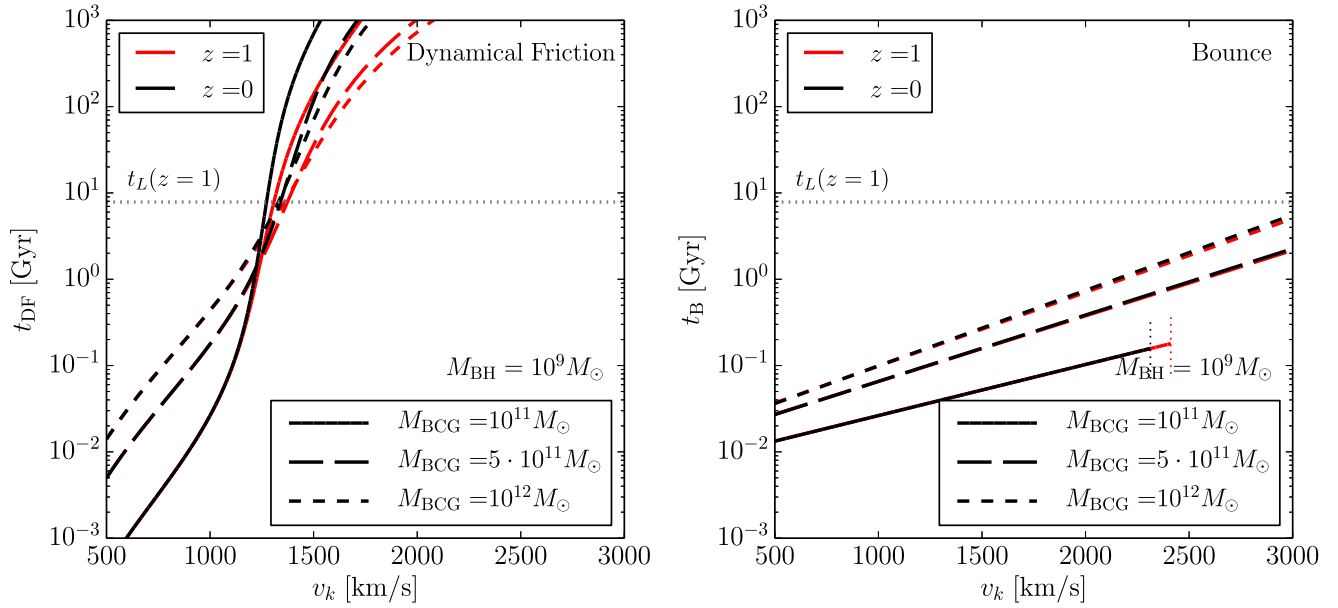 z =1
z =0
Dynamical Friction
t_L(z = 1)
M_BH = 10^9 M_⊙
M_BCG =10^11 M_⊙
M_BCG =5 · 10^11 M_⊙
M_BCG =10^12 M_⊙
10^3
10^2
10^1
10^0
10^-1
10^-2
10^-3
t_DF [Gyr]
500 1000 1500 2000 2500 3000
v_k [km/s]
z =1
z =0
Bounce
t_L(z = 1)
M_BH = 10^9 M_⊙
M_BCG =10^11 M_⊙
M_BCG =5 · 10^11 M_⊙
M_BCG =10^12 M_⊙
10^3
10^2
10^1
10^0
10^-1
10^-2
10^-3
t_B [Gyr]
500 1000 1500 2000 2500 3000
v_k [km/s]